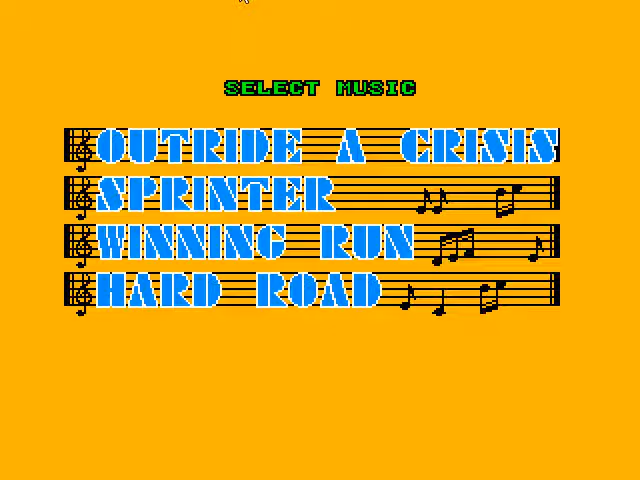 SELECT MUSIC
OUTRIDE A CRISIS
SPRINTER
WINNING RUN
HARD ROAD